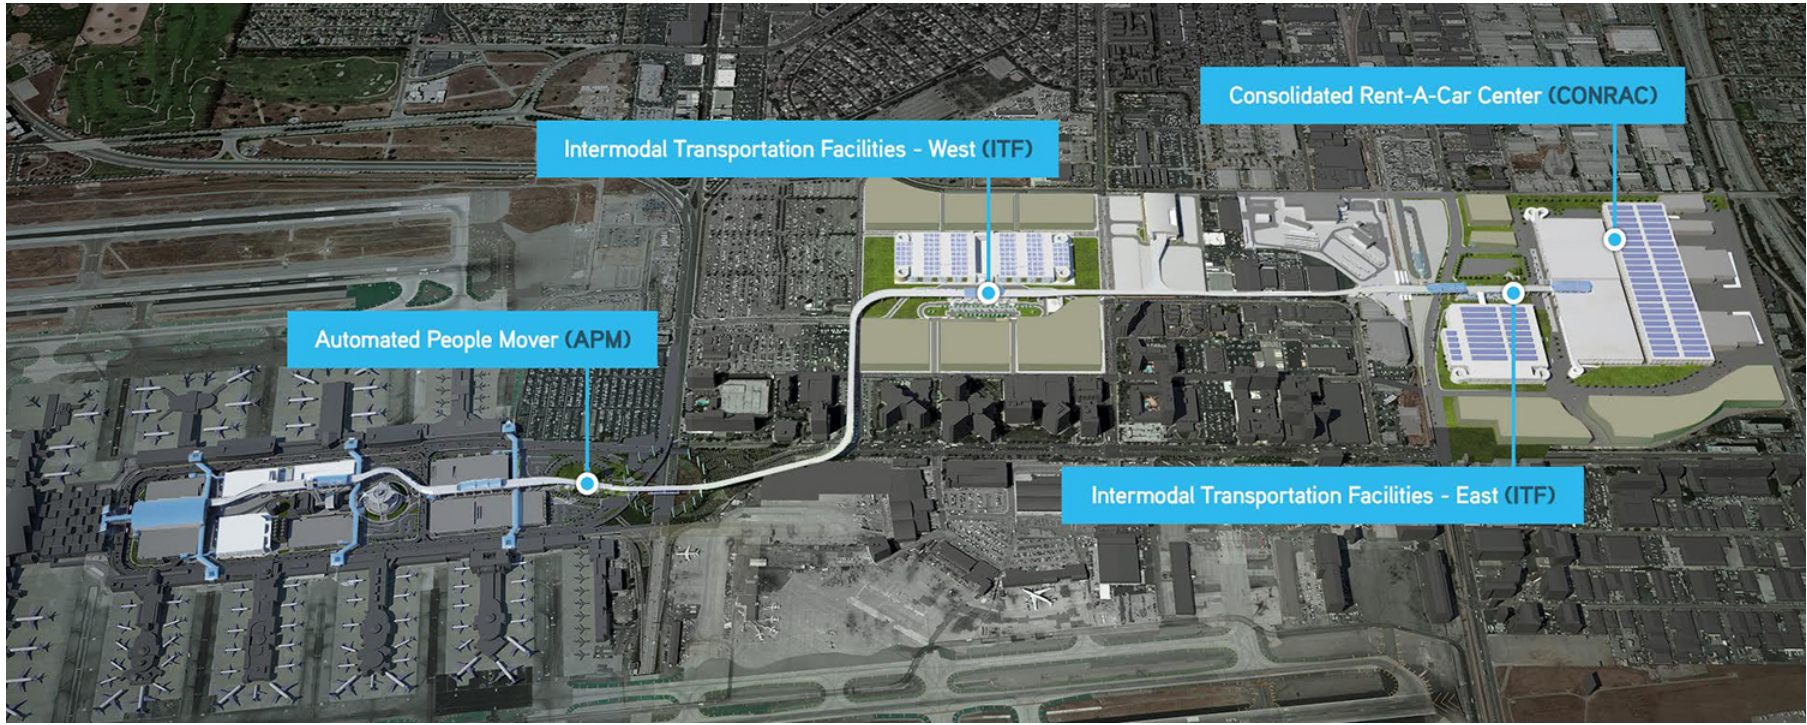 Consolidated Rent-A-Car Center (CONRAC)
Intermodal Transportation Facilities - West (ITF)
Automated People Mover (APM)
Intermodal Transportation Facilities - East (ITF)